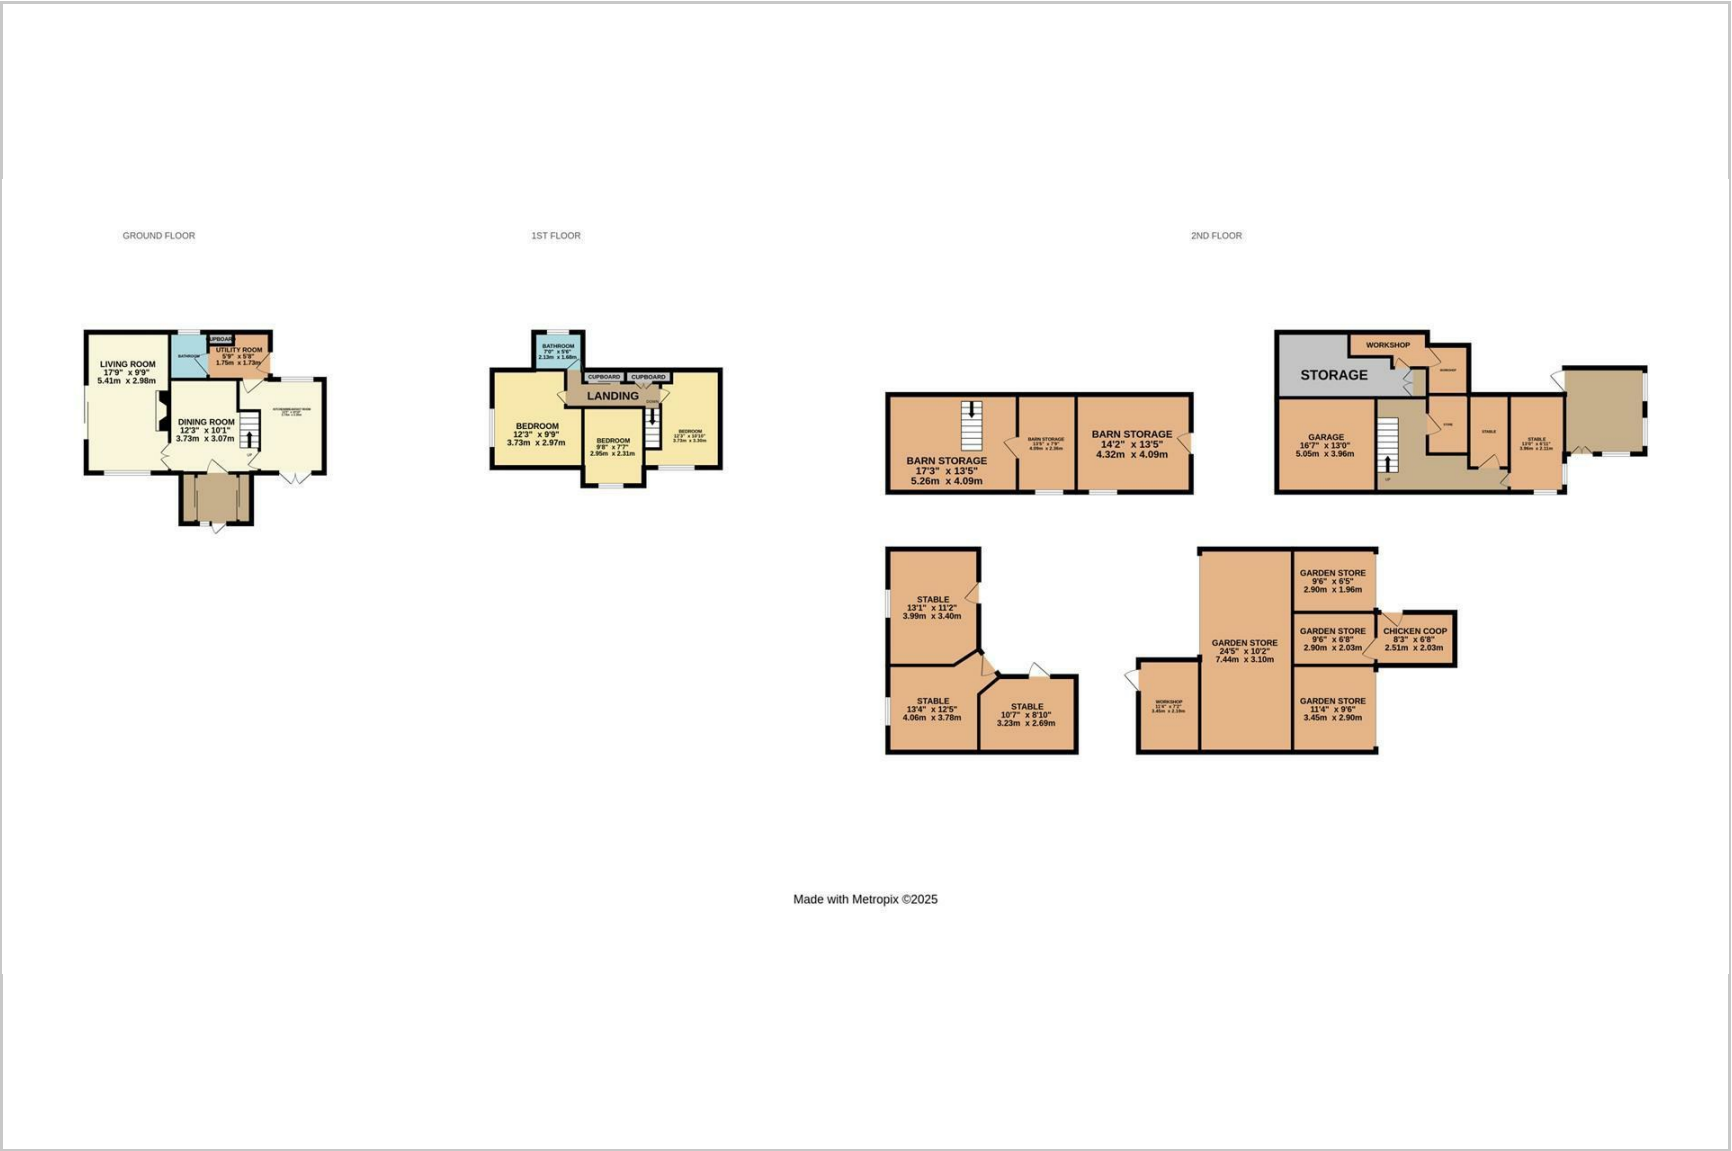 GROUND FLOOR
1ST FLOOR
2ND FLOOR
CUPBOARD
BATHROOM
UTILITY ROOM
5'9" x 5'8"
1.75m x 1.73m
LIVING ROOM
17'9" x 9'9"
5.41m x 2.98m
DINING ROOM
12'3" x 10'1"
3.73m x 3.07m
UP
BATHROOM
7'0" x 5'6"
2.13m x 1.68m
CUPBOARD
CUPBOARD
LANDING
DOWN
BEDROOM
12'3" x 9'9"
3.73m x 2.97m
BEDROOM
9'8" x 7'7"
2.95m x 2.31m
BEDROOM
12'3" x 10'10"
BARN STORAGE
17'3" x 13'5"
5.26m x 4.09m
BARN STORAGE
BARN STORAGE
14'2" x 13'5"
4.32m x 4.09m
WORKSHOP
STORAGE
WORKSHOP
GARAGE
16'7" x 13'0"
5.05m x 3.96m
UP
STORE
STABLE
STABLE
STABLE
13'1" x 11'2"
3.99m x 3.40m
STABLE
13'4" x 12'5"
4.06m x 3.78m
STABLE
10'7" x 8'10"
3.23m x 2.69m
WORKSHOP
GARDEN STORE
24'5" x 10'2"
7.44m x 3.10m
GARDEN STORE
9'6" x 6'5"
2.90m x 1.96m
GARDEN STORE
9'6" x 6'8"
2.90m x 2.03m
CHICKEN COOP
8'3" x 6'8"
2.51m x 2.03m
GARDEN STORE
11'4" x 9'6"
3.45m x 2.90m
Made with Metropix ©2025